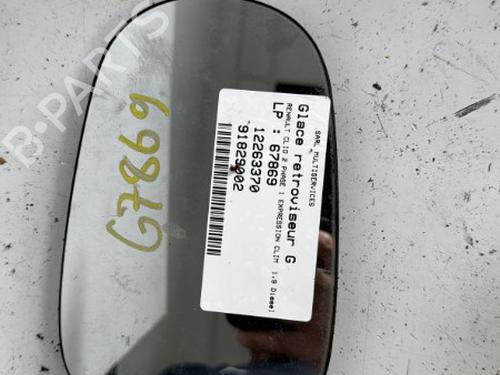 SARL MULTISERVICES
Glace retroviseur G
RENAULT CLIO 2 PHASE 1 EXPRESSION CLIM 1.9 Diesel
LP : 67869
12263370
91829002
67869
B-PARTS